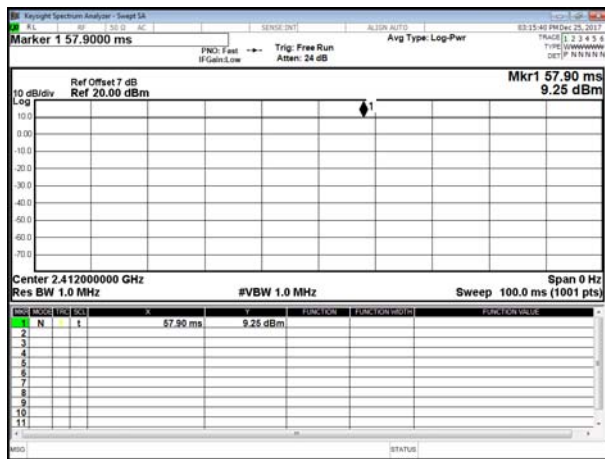 Keysight Spectrum Analyzer - Swept SA
RL RF 50 Ω AC SENSE:INT ALIGN AUTO 03:15:40 PM Dec 25, 2017
Marker 1 57.9000 ms Avg Type: Log-Pwr TRACE 1 2 3 4 5 6
PNO: Fast Trig: Free Run TYPE WWWWWW
IFGain:Low Atten: 24 dB DET P N N N N N
Ref Offset 7 dB Mkr1 57.90 ms
10 dB/div Ref 20.00 dBm 9.25 dBm
Log
1
10.0
0.00
-10.0
-20.0
-30.0
-40.0
-50.0
-60.0
-70.0
Center 2.412000000 GHz Span 0 Hz
Res BW 1.0 MHz #VBW 1.0 MHz Sweep 100.0 ms (1001 pts)
MKR MODE TRC SCL X Y FUNCTION FUNCTION WIDTH FUNCTION VALUE
1 N t 57.90 ms 9.25 dBm
2
3
4
5
6
7
8
9
10
11
MSG STATUS